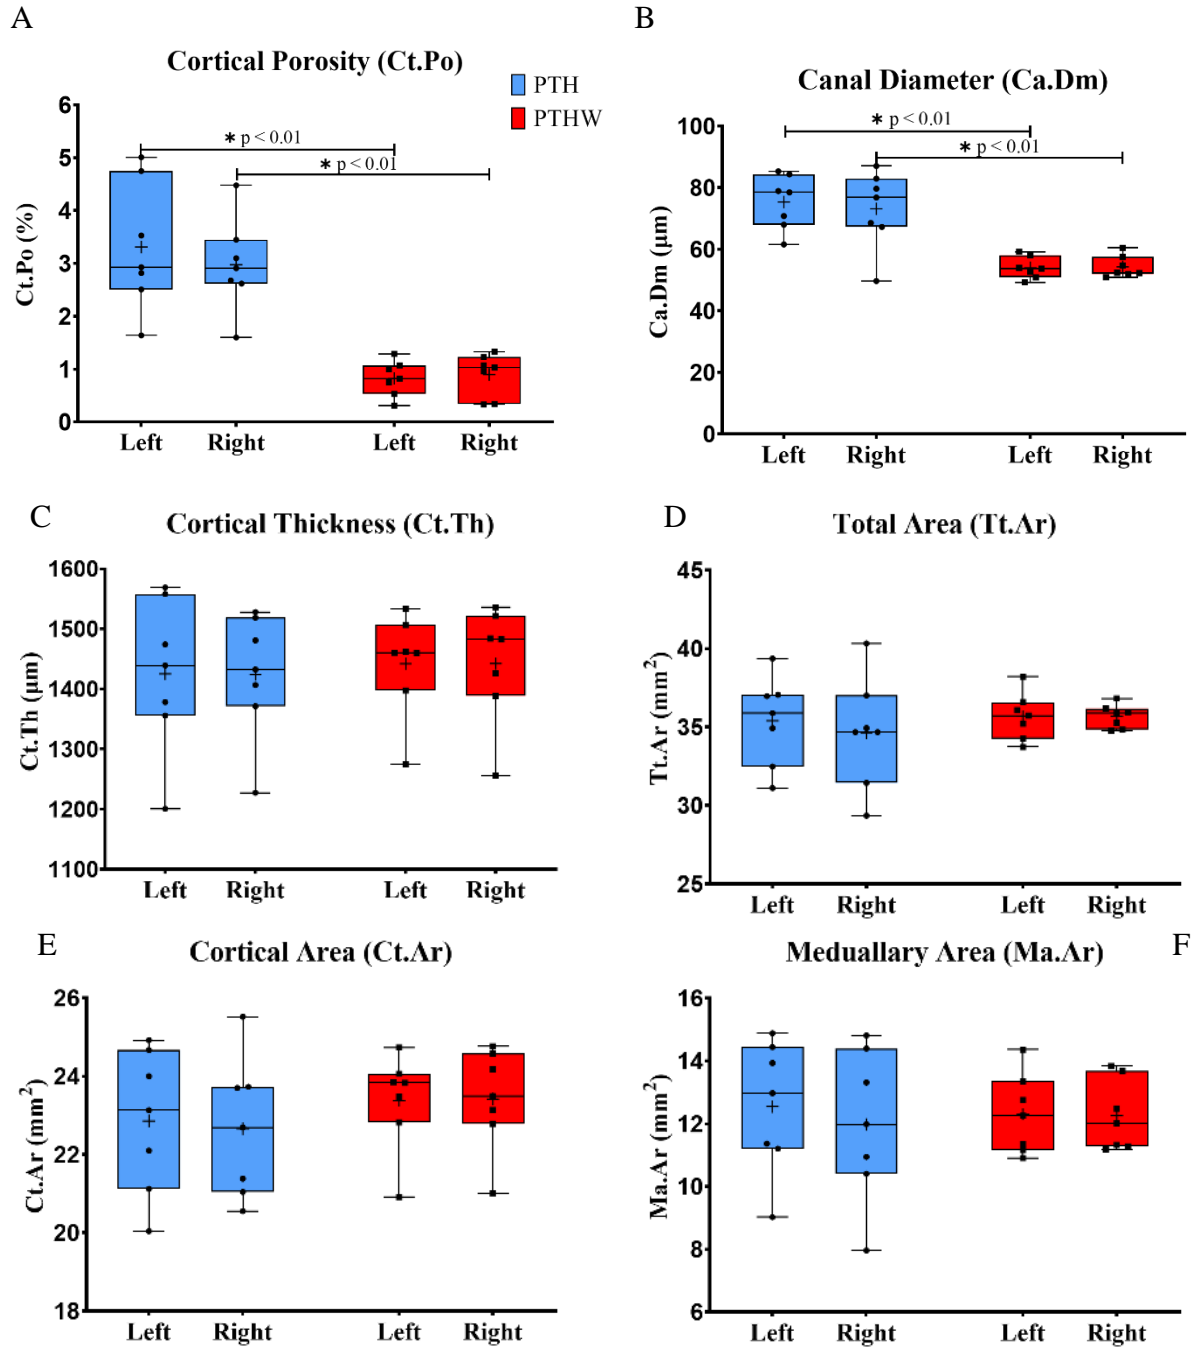 A
Cortical Porosity (Ct.Po)
PTH
PTHW
6
5
4
3
2
1
0
Ct.Po (%)
* p < 0.01
* p < 0.01
Left Right Left Right
B
Canal Diameter (Ca.Dm)
100
80
60
40
20
0
Ca.Dm (µm)
* p < 0.01
* p < 0.01
Left Right Left Right
C
Cortical Thickness (Ct.Th)
1600
1500
1400
1300
1200
1100
Ct.Th (µm)
Left Right Left Right
D
Total Area (Tt.Ar)
45
40
35
30
25
Tt.Ar (mm²)
Left Right Left Right
E
Cortical Area (Ct.Ar)
26
24
22
20
18
Ct.Ar (mm²)
Left Right Left Right
Meduallary Area (Ma.Ar)
F
16
14
12
10
8
6
Ma.Ar (mm²)
Left Right Left Right